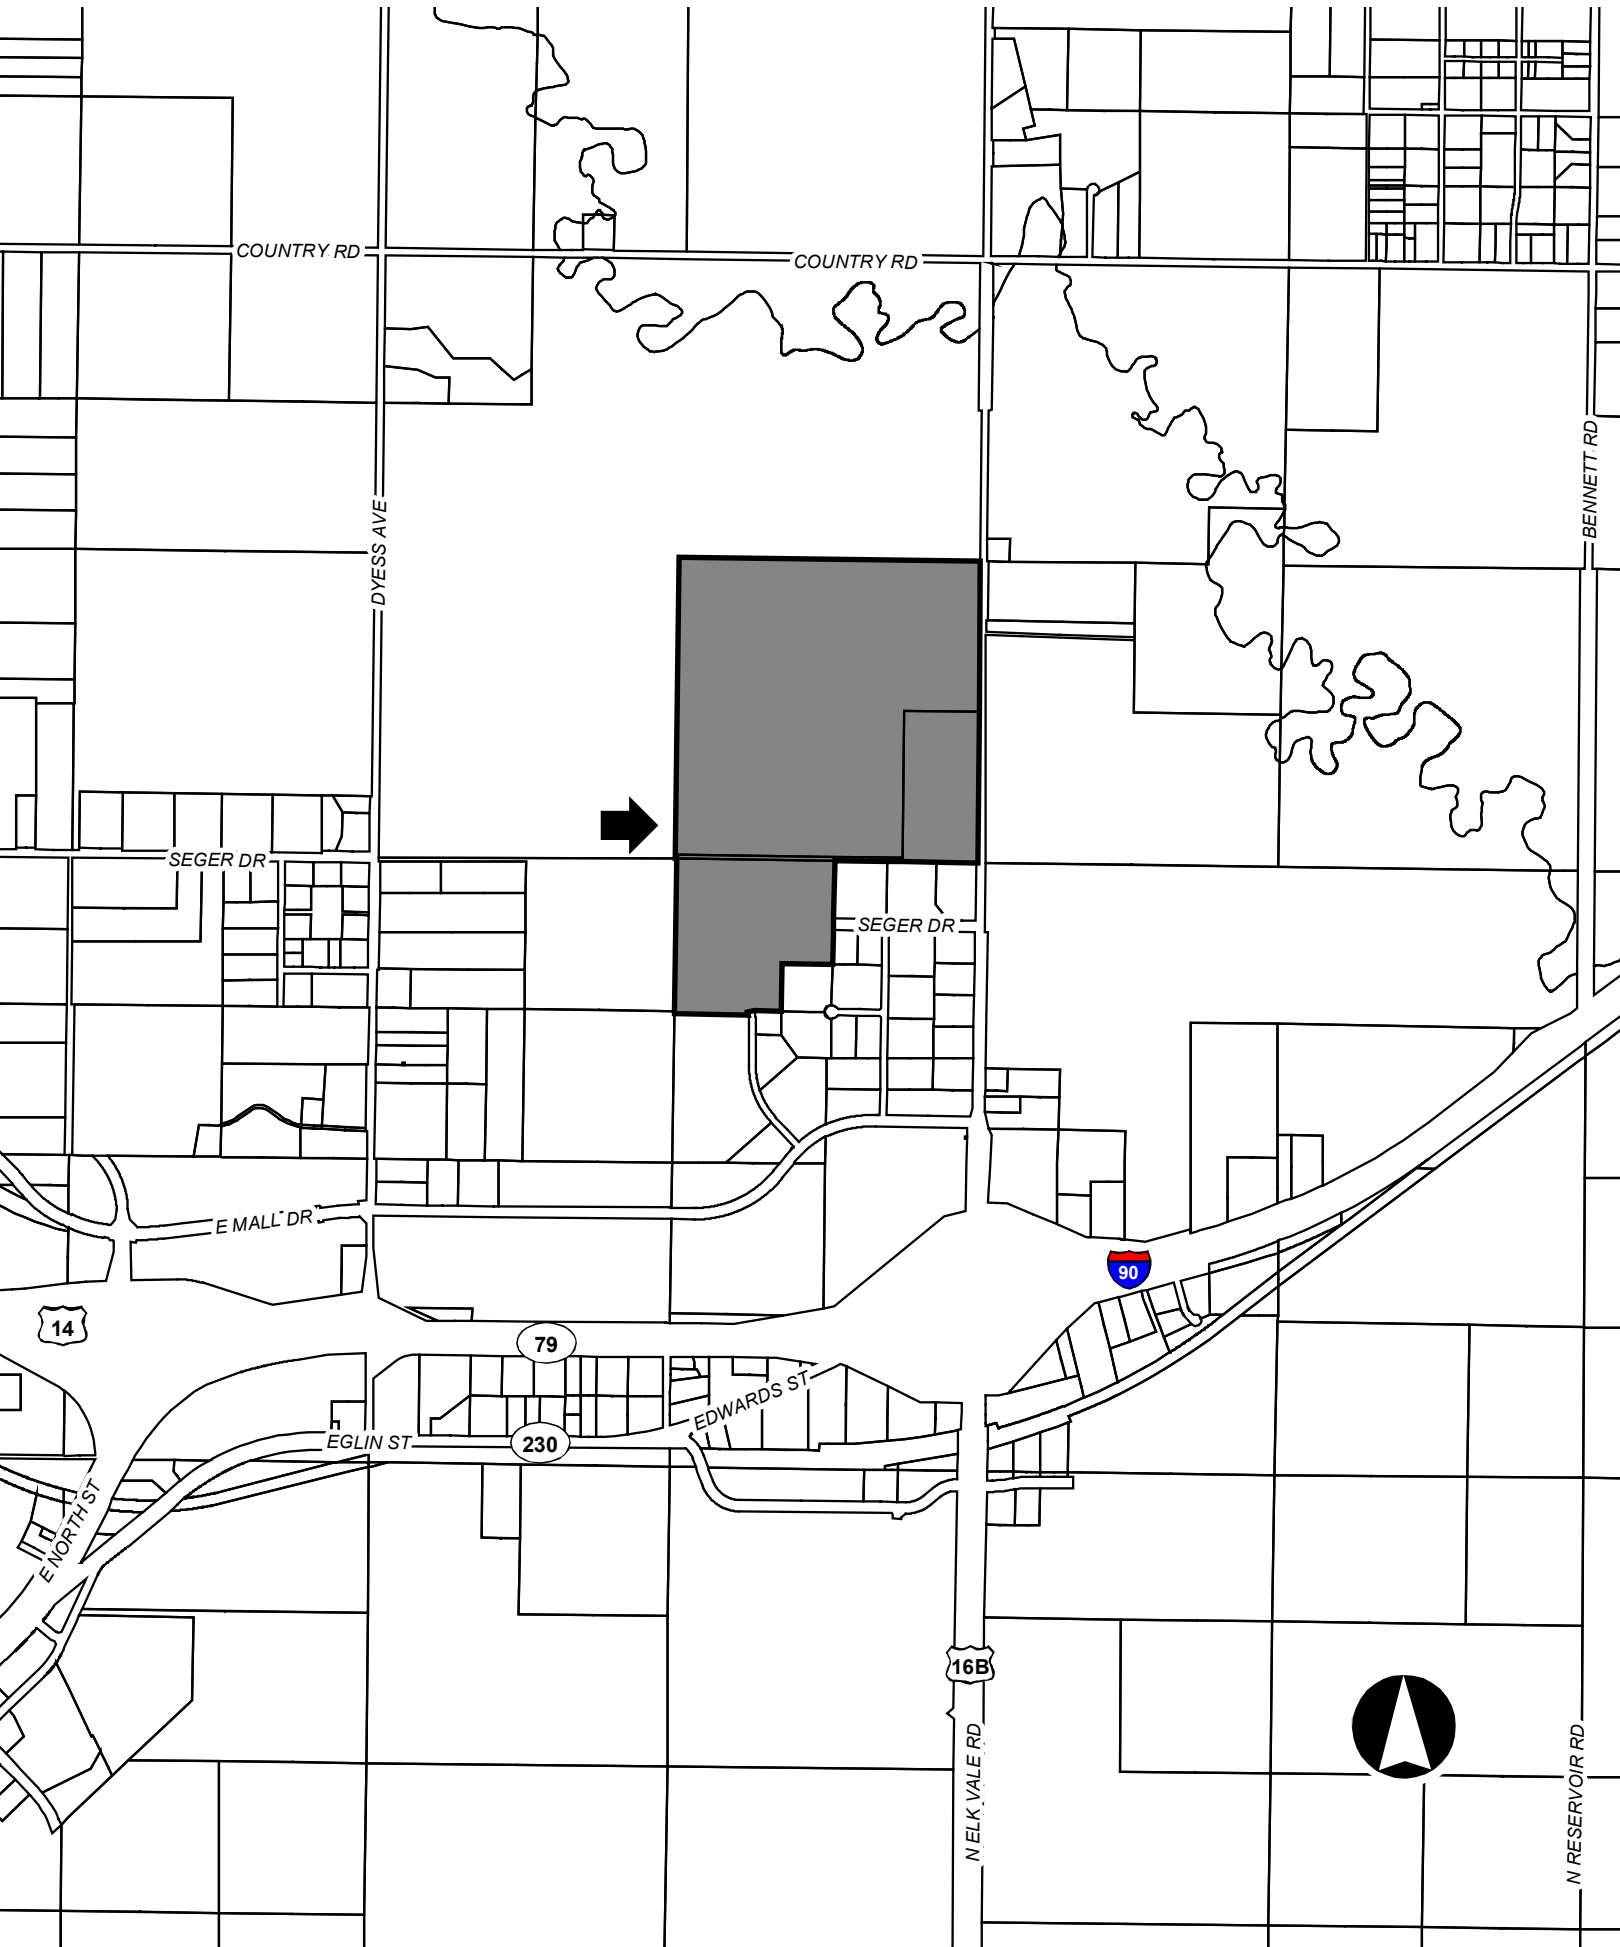 COUNTRY RD
COUNTRY RD
BENNETT RD
DYESS AVE
SEGER DR
SEGER DR
E MALL DR
90
14
79
EDWARDS ST
EGLIN ST
230
E NORTH ST
16B
N ELK VALE RD
N RESERVOIR RD